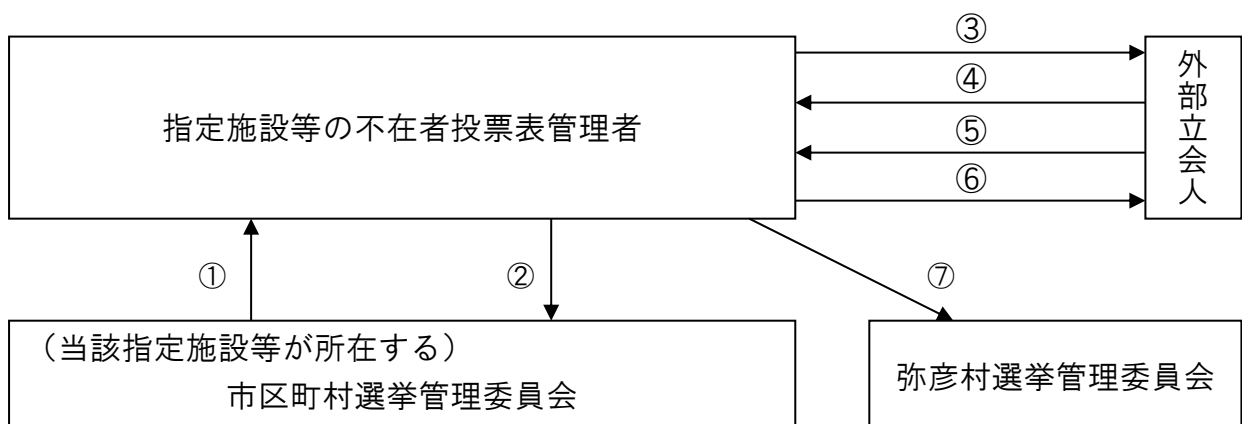 ③
④
⑤
⑥
指定施設等の不在者投票表管理者
外部立会人
①
②
⑦
（当該指定施設等が所在する）
市区町村選挙管理委員会
弥彦村選挙管理委員会